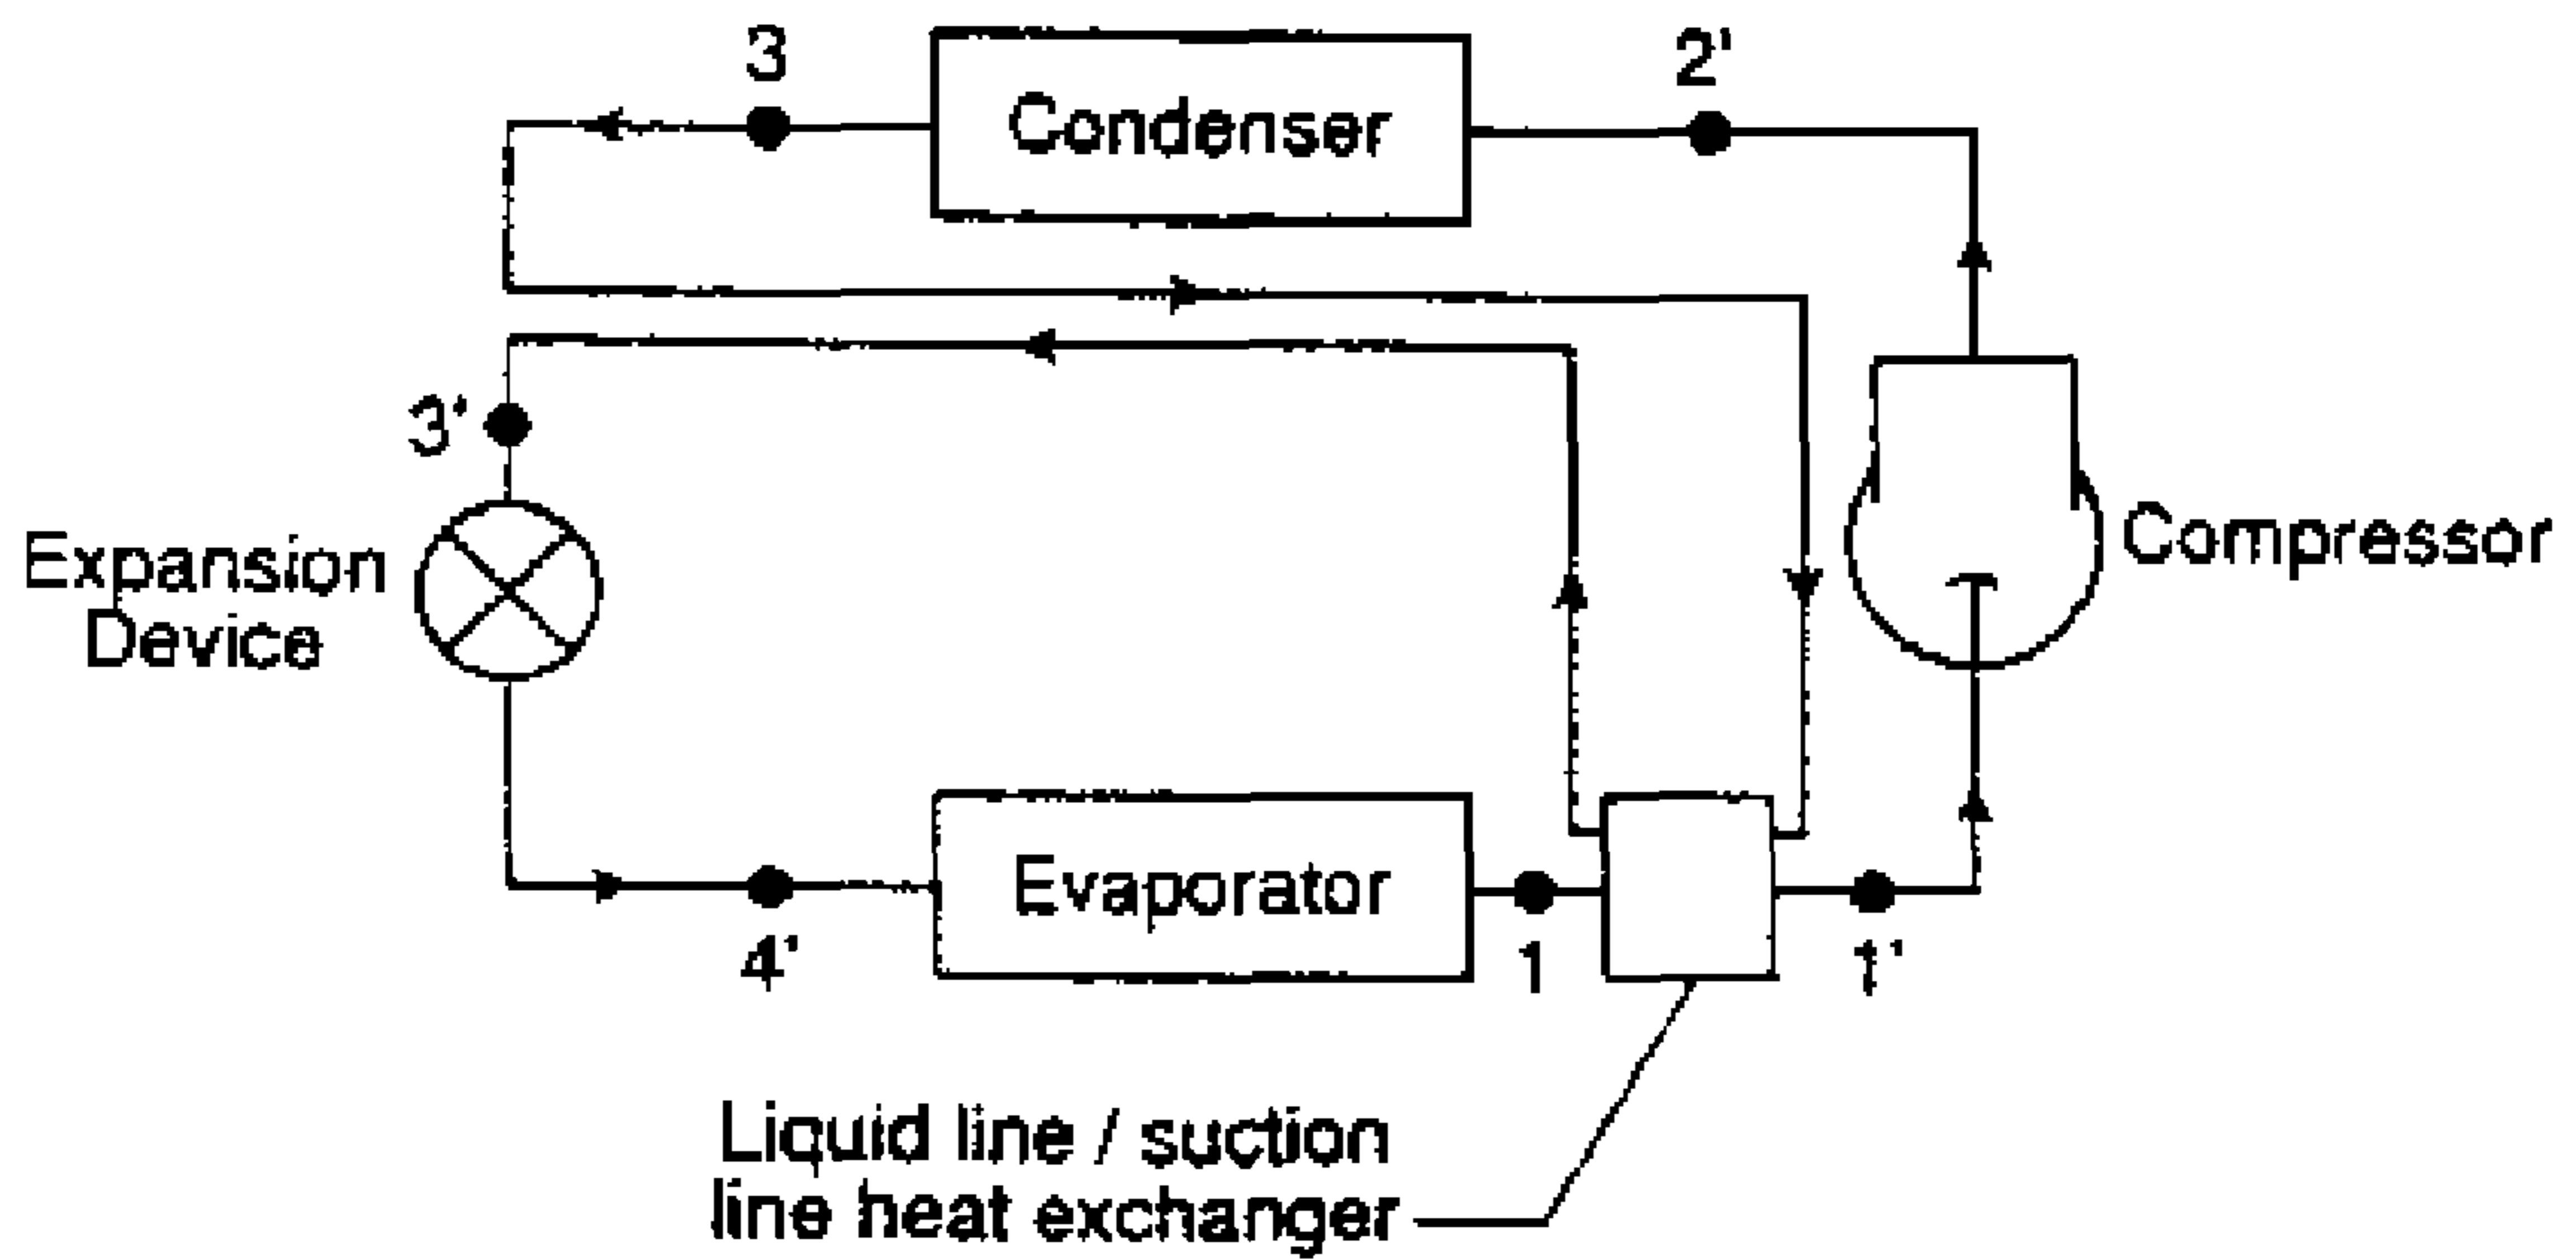 3
Condenser
2'
3'
Expansion
Device
Compressor
4'
Evaporator
1
1'
Liquid line / suction
line heat exchanger